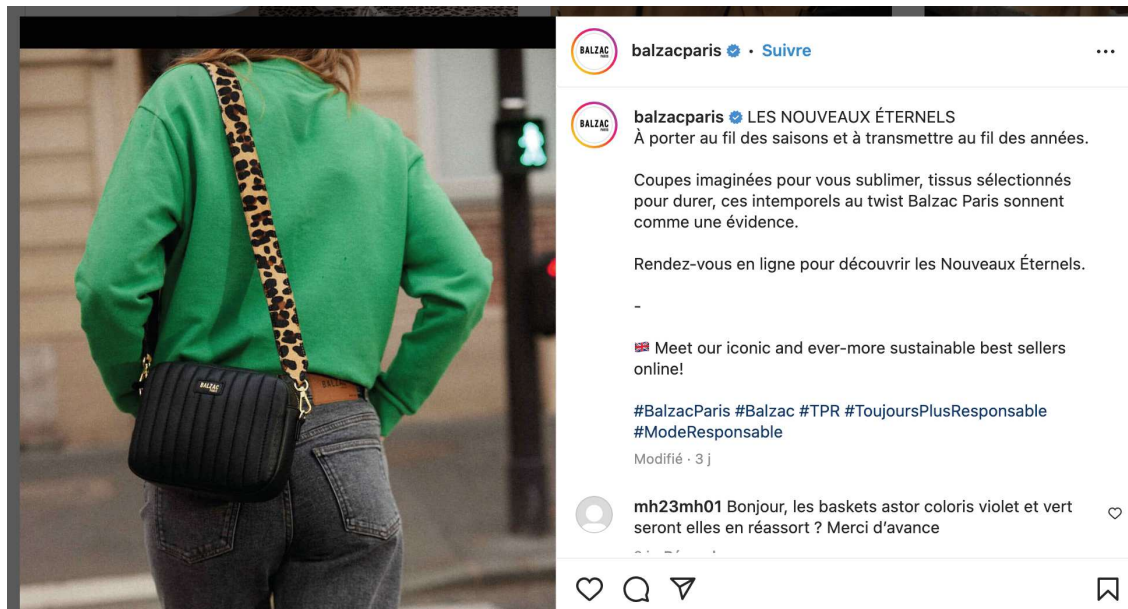 BALZAC
PARIS
BALZAC
PARIS
balzacparis • Suivre
BALZAC
PARIS
balzacparis LES NOUVEAUX ÉTERNELS
À porter au fil des saisons et à transmettre au fil des années.
Coupes imaginées pour vous sublimer, tissus sélectionnés
pour durer, ces intemporels au twist Balzac Paris sonnent
comme une évidence.
Rendez-vous en ligne pour découvrir les Nouveaux Éternels.
-
🇬🇧 Meet our iconic and ever-more sustainable best sellers
online!
#BalzacParis #Balzac #TPR #ToujoursPlusResponsable
#ModeResponsable
Modifié · 3 j
mh23mh01 Bonjour, les baskets astor coloris violet et vert
seront elles en réassort ? Merci d’avance